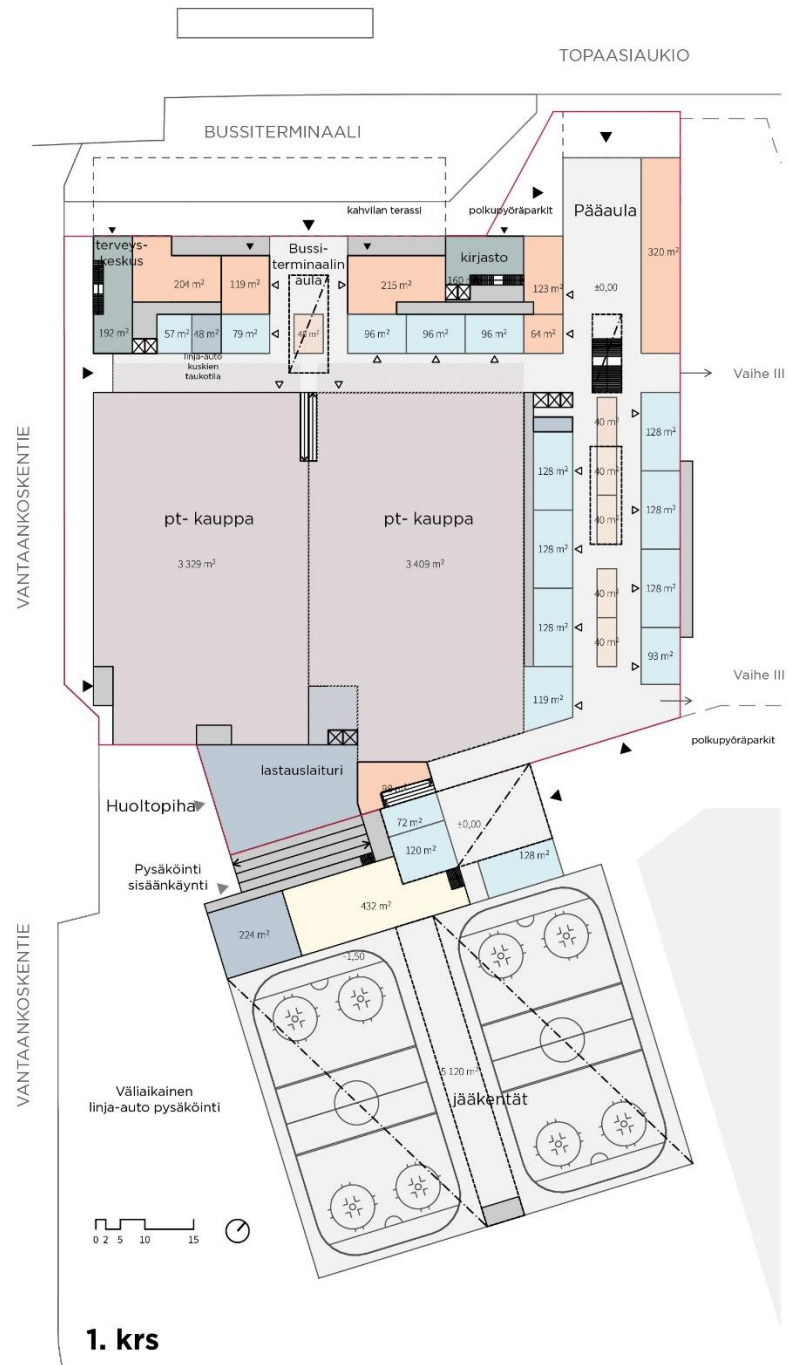 TOPAASIAUKIO
BUSSITERMINAALI
kahvilan terassi
polkupyöräparkit
Pääaula
terveys-
keskus
Bussi-
terminaalin
aula
kirjasto
204 m²
119 m²
215 m²
160 m²
123 m²
±0,00
320 m²
192 m²
57 m²
48 m²
79 m²
96 m²
96 m²
96 m²
64 m²
linja-auto
kuskien
taukotila
Vaihe III
VANTAANKOSKENTIE
pt- kauppa
3 329 m²
pt- kauppa
3 409 m²
40 m²
128 m²
128 m²
40 m²
40 m²
128 m²
128 m²
40 m²
128 m²
128 m²
40 m²
93 m²
119 m²
Vaihe III
polkupyöräparkit
lastauslaituri
Huoltopiha
98 m²
72 m²
±0,00
120 m²
128 m²
Pysäköinti
sisäänkäynti
432 m²
224 m²
-1,50
VANTAANKOSKENTIE
5 120 m²
jääkentät
Väliaikainen
linja-auto pysäköinti
0 2 5 10 15
1. krs